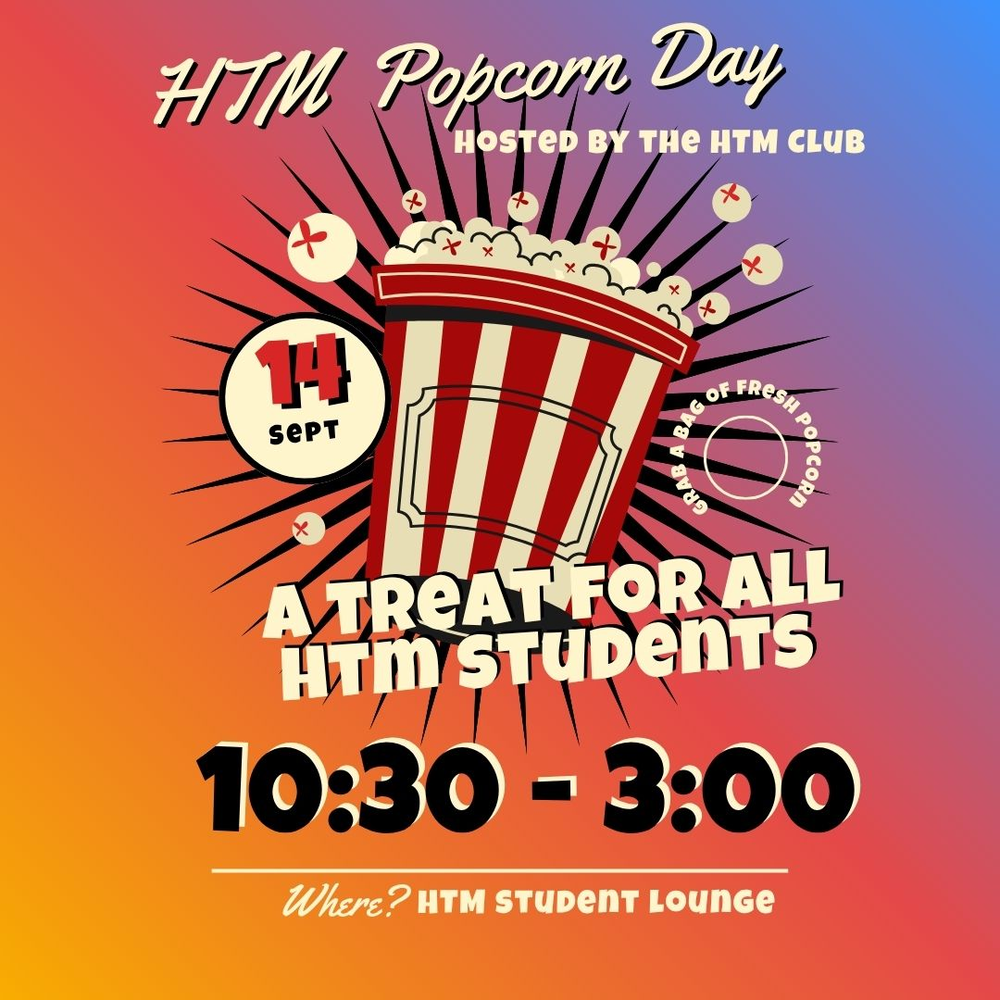 HTM Popcorn Day
HOSTED BY THE HTM CLUB
14
SEPT
GRAB A BAG OF FRESH POPCORN
A TREAT FOR ALL
HTM STUDENTS
10:30 - 3:00
Where? HTM STUDENT LOUNGE